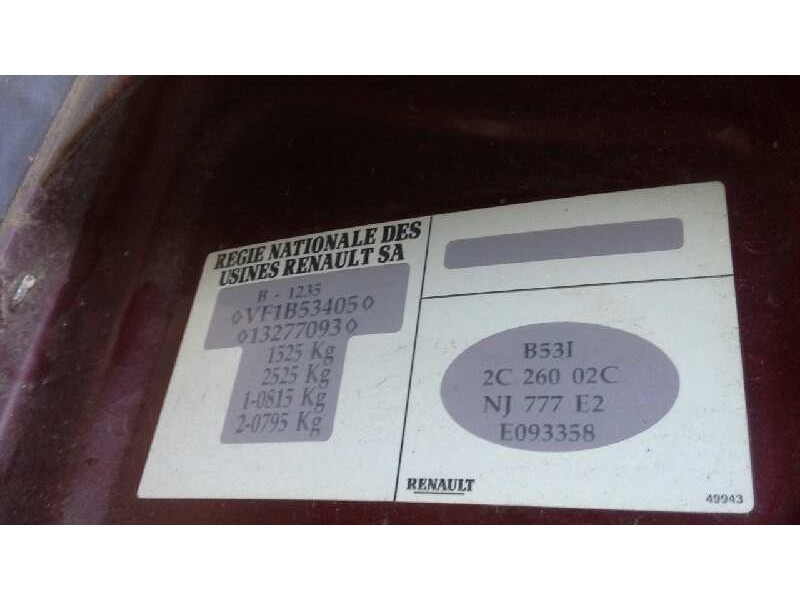 REGIE NATIONALE DES
USINES RENAULT SA
B - 1235
◊VF1B53405◊
◊13277093◊
1525 Kg
2525 Kg
1-0815 Kg
2-0795 Kg
B53I
2C 260 02C
NJ 777 E2
E093358
RENAULT
49943